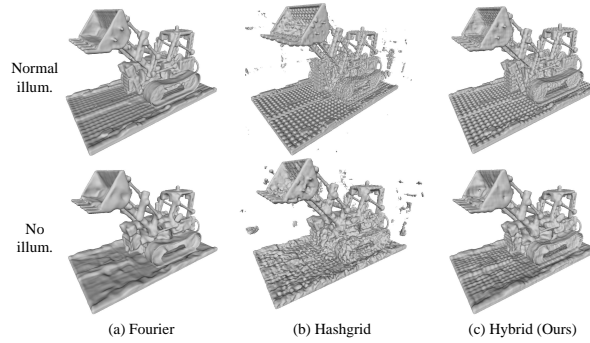 Normal
illum.
No
illum.
(a) Fourier
(b) Hashgrid
(c) Hybrid (Ours)